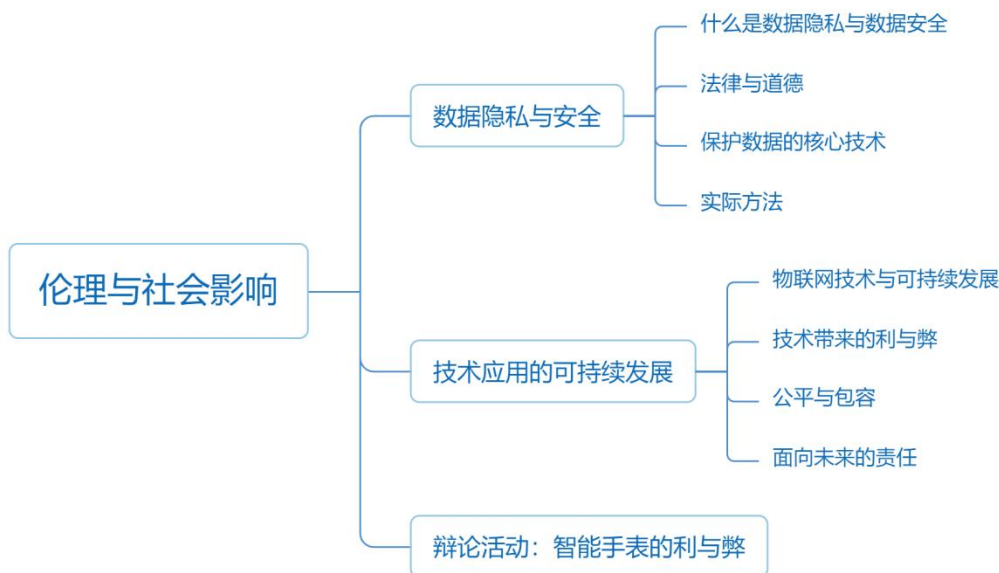 伦理与社会影响
数据隐私与安全
什么是数据隐私与数据安全
法律与道德
保护数据的核心技术
实际方法
技术应用的可持续发展
物联网技术与可持续发展
技术带来的利与弊
公平与包容
面向未来的责任
辩论活动：智能手表的利与弊